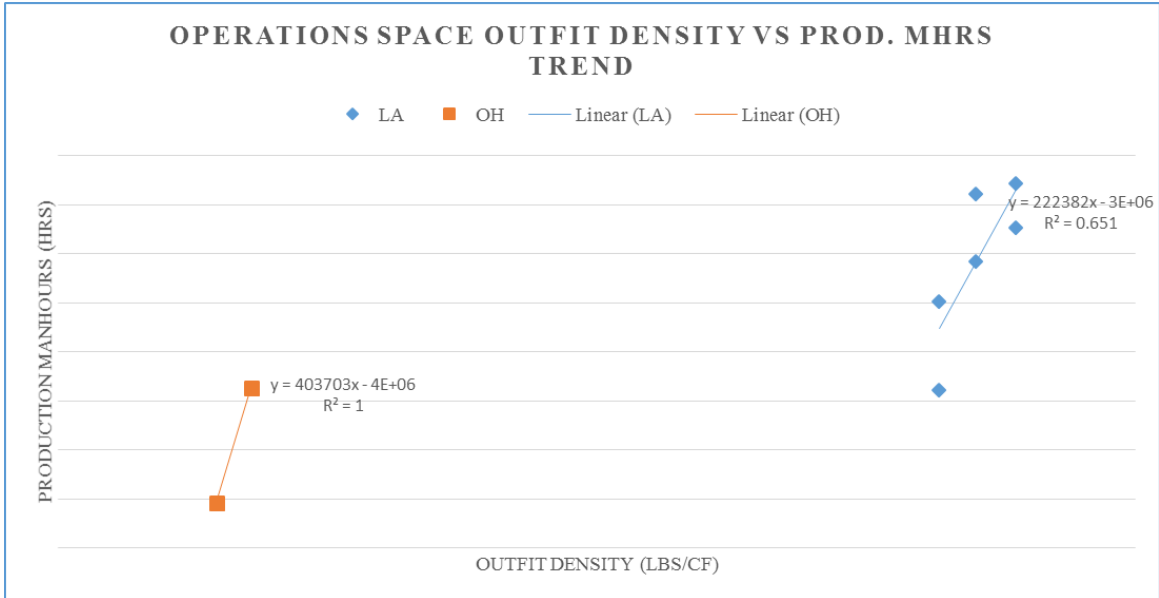 OPERATIONS SPACE OUTFIT DENSITY VS PROD. MHRS
TREND
LA
OH
Linear (LA)
Linear (OH)
PRODUCTION MANHOURS (HRS)
y = 222382x - 3E+06
R² = 0.651
y = 403703x - 4E+06
R² = 1
OUTFIT DENSITY (LBS/CF)